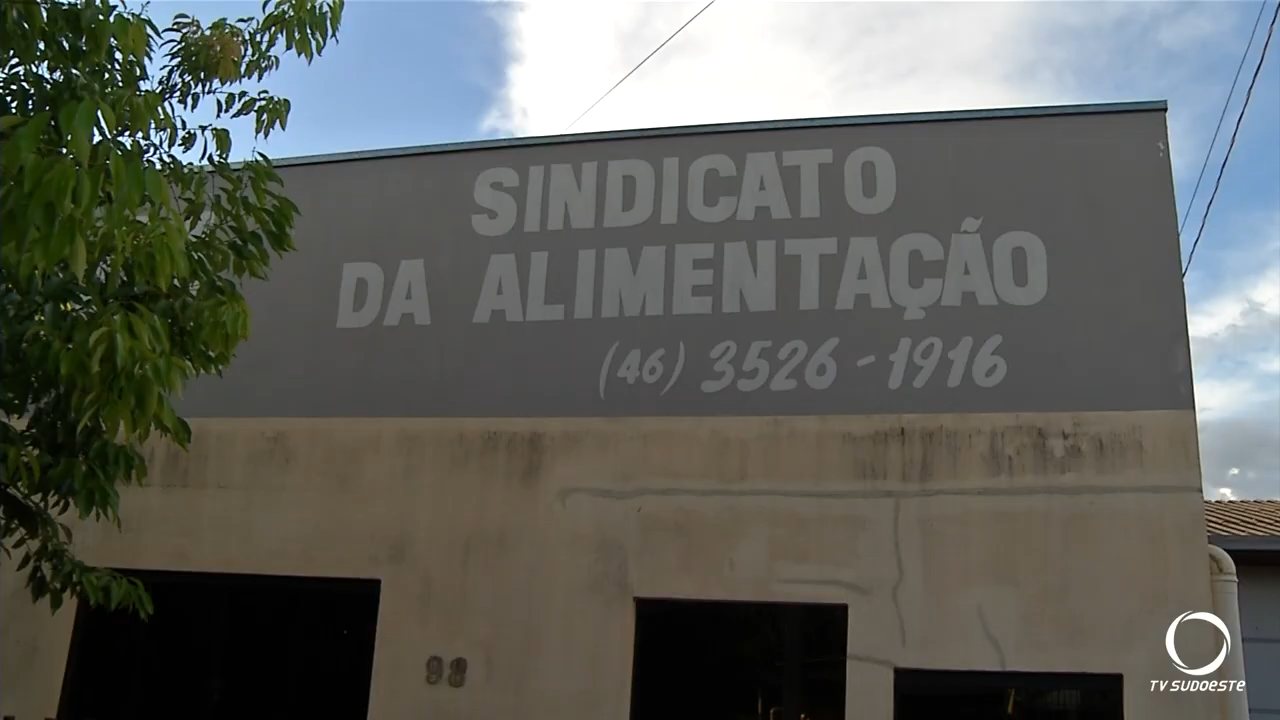 SINDICATO
DA ALIMENTAÇÃO
(46) 3526-1916
98
TV SUDOESTE